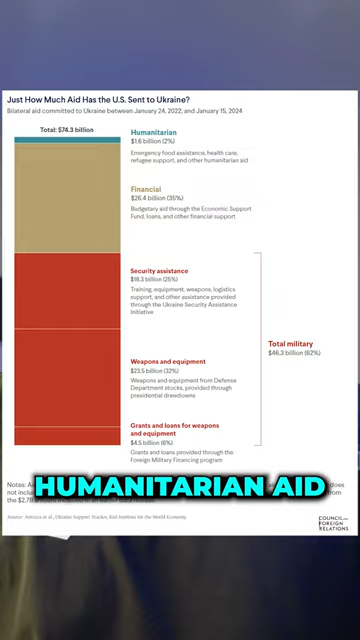 Just How Much Aid Has the U.S. Sent to Ukraine?
Bilateral aid committed to Ukraine between January 24, 2022, and January 15, 2024
Total: $74.3 billion
Humanitarian
$1.6 billion (2%)
Emergency food assistance, health care,
refugee support, and other humanitarian aid
Financial
$26.4 billion (35%)
Budgetary aid through the Economic Support
Fund, loans, and other financial support
Security assistance
$18.3 billion (25%)
Training, equipment, weapons, logistics
support, and other assistance provided
through the Ukraine Security Assistance
Initiative
Total military
$46.3 billion (62%)
Weapons and equipment
$23.5 billion (32%)
Weapons and equipment from Defense
Department stocks, provided through
presidential drawdowns
Grants and loans for weapons
and equipment
$4.5 billion (6%)
Grants and loans provided through the
Foreign Military Financing program
Notes:
does
not
from
the
HUMANITARIAN AID
Source: Antezza et al., Ukraine Support Tracker, Kiel Institute for the World Economy.
COUNCIL on
FOREIGN
RELATIONS